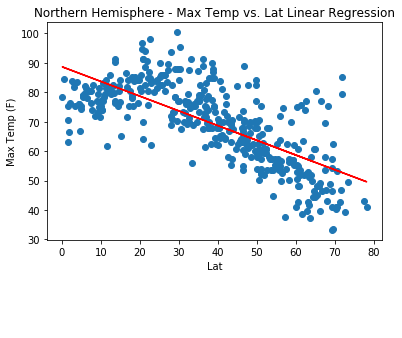 Northern Hemisphere - Max Temp vs. Lat Linear Regression
100
90
80
70
60
50
40
30
Max Temp (F)
0 10 20 30 40 50 60 70 80
Lat